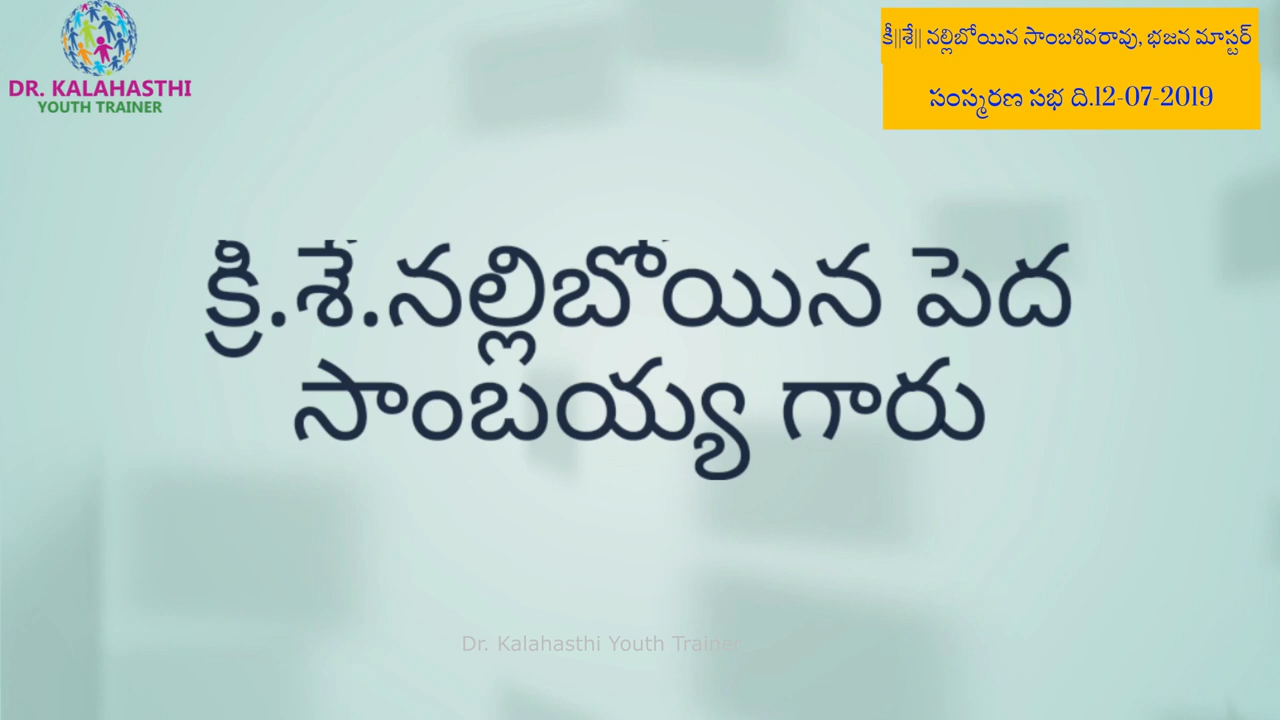 DR. KALAHASTHI
YOUTH TRAINER
కీ||శే|| నల్లిబోయిన సాంబశివరావు, భజన మాస్టర్
సంస్మరణ సభ ది.12-07-2019
క్రి.శే.నల్లిబోయిన పెద
సాంబయ్య గారు
Dr. Kalahasthi Youth Trainer